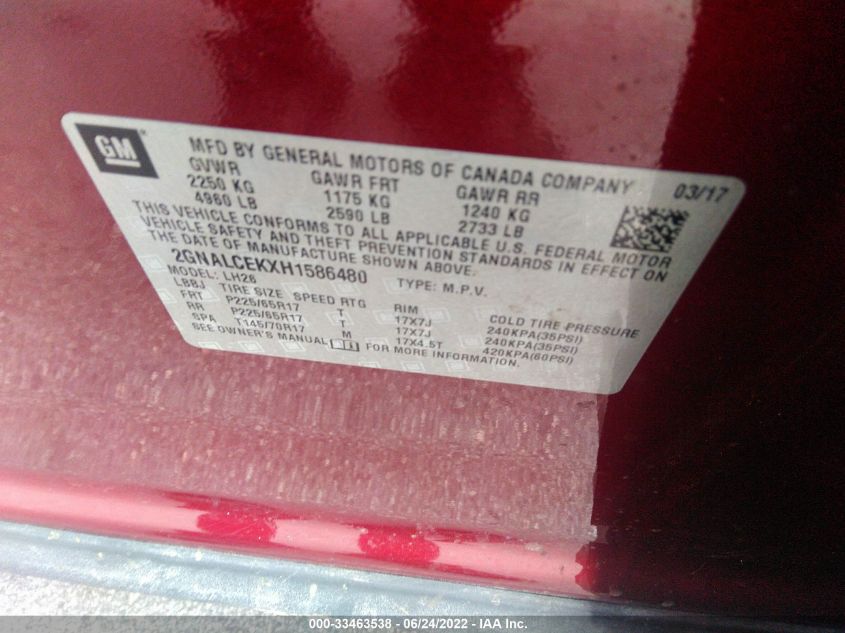 GM
MFD BY GENERAL MOTORS OF CANADA COMPANY 03/17
GVWR GAWR FRT GAWR RR
2250 KG 1175 KG 1240 KG
4960 LB 2590 LB 2733 LB
THIS VEHICLE CONFORMS TO ALL APPLICABLE U.S. FEDERAL MOTOR
VEHICLE SAFETY AND THEFT PREVENTION STANDARDS IN EFFECT ON
THE DATE OF MANUFACTURE SHOWN ABOVE.
2GNALCEKXH1586480 TYPE: M.P.V.
MODEL: LH26
LBBJ TIRE SIZE SPEED RTG RIM COLD TIRE PRESSURE
FRT P225/65R17 T 17X7J 240KPA(35PSI)
RR P225/65R17 T 17X7J 240KPA(35PSI)
SPA T145/70R17 M 17X4.5T 420KPA(60PSI)
SEE OWNER'S MANUAL FOR MORE INFORMATION.
000-33463538 - 06/24/2022 - IAA Inc.